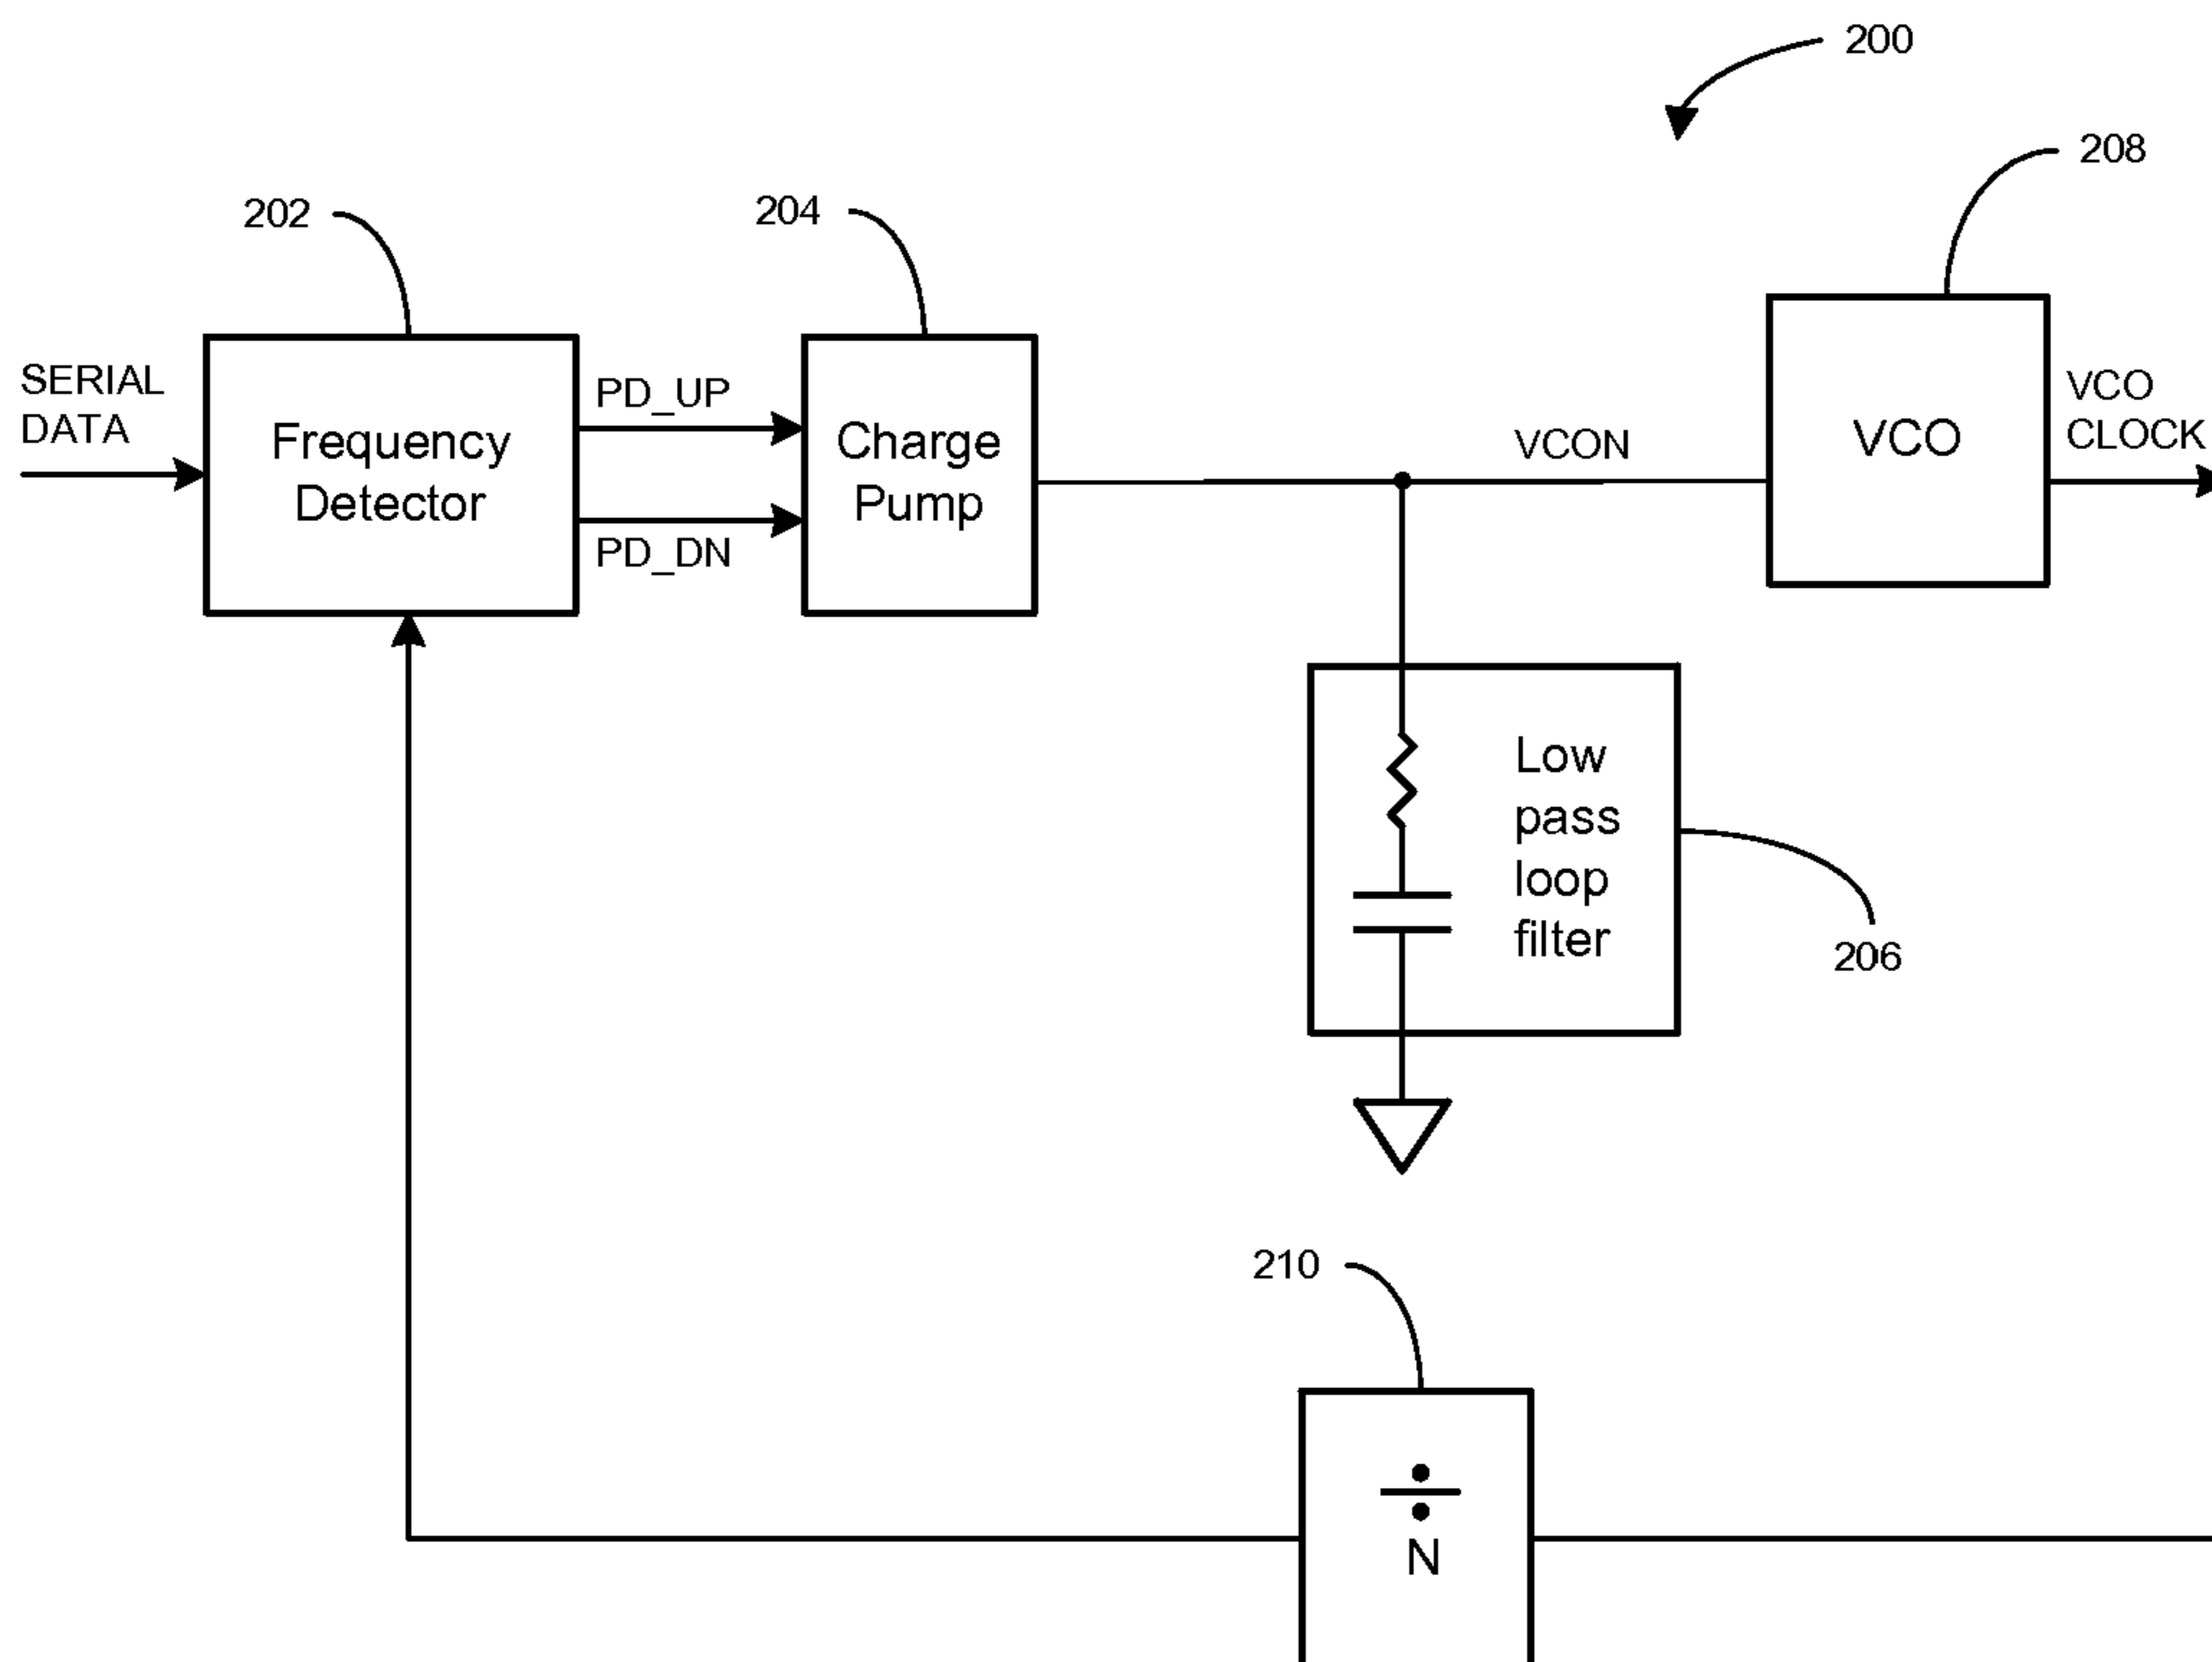 200
208
202
204
SERIAL
DATA
Frequency
Detector
PD_UP
PD_DN
Charge
Pump
VCON
VCO
VCO
CLOCK
Low
pass
loop
filter
206
210
÷
N